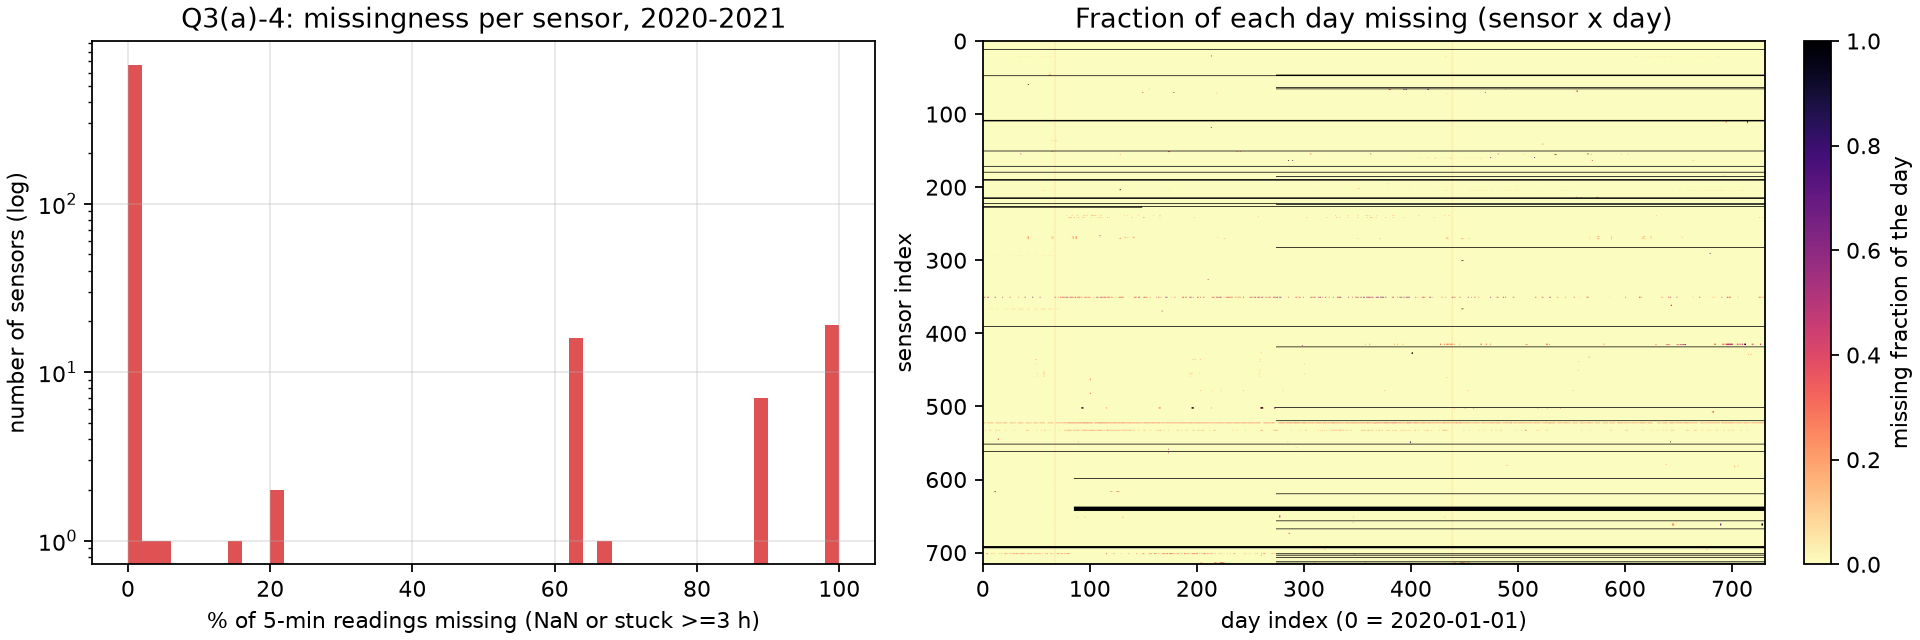 Q3(a)-4: missingness per sensor, 2020-2021
number of sensors (log)
10²
10¹
10⁰
0 20 40 60 80 100
% of 5-min readings missing (NaN or stuck >=3 h)
Fraction of each day missing (sensor x day)
sensor index
0
100
200
300
400
500
600
700
0 100 200 300 400 500 600 700
day index (0 = 2020-01-01)
1.0
0.8
0.6
0.4
0.2
0.0
missing fraction of the day